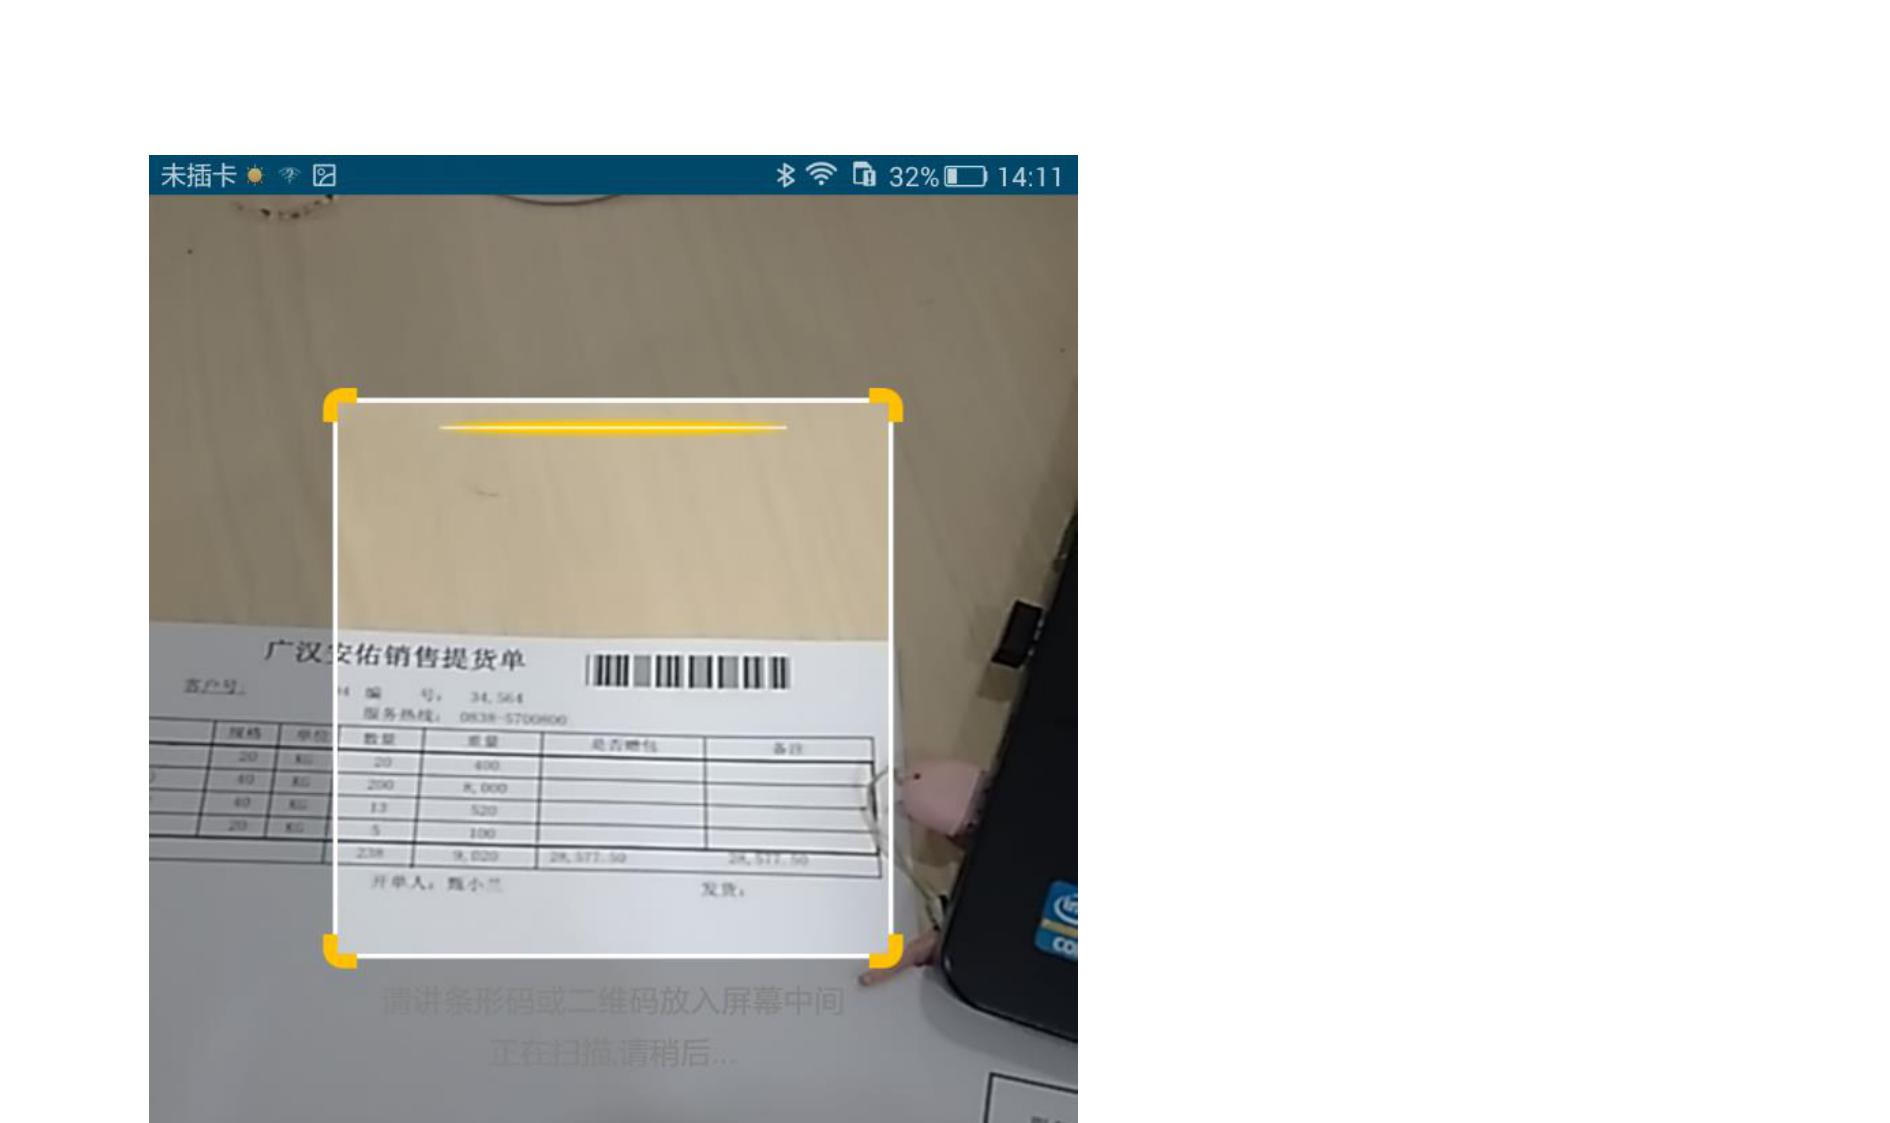 未插卡 32% 14:11
广汉安佑销售提货单
客户号:
编 号: 34,564
服务热线: 0838-5700800
规格 单位 数量 重量 是否赠包 备注
20 KG 20 400
40 KG 200 8,000
40 KG 13 520
20 KG 5 100
238 9,020 28,577.50 28,577.50
开单人: 甄小兰 发货:
请讲条形码或二维码放入屏幕中间
正在扫描,请稍后...